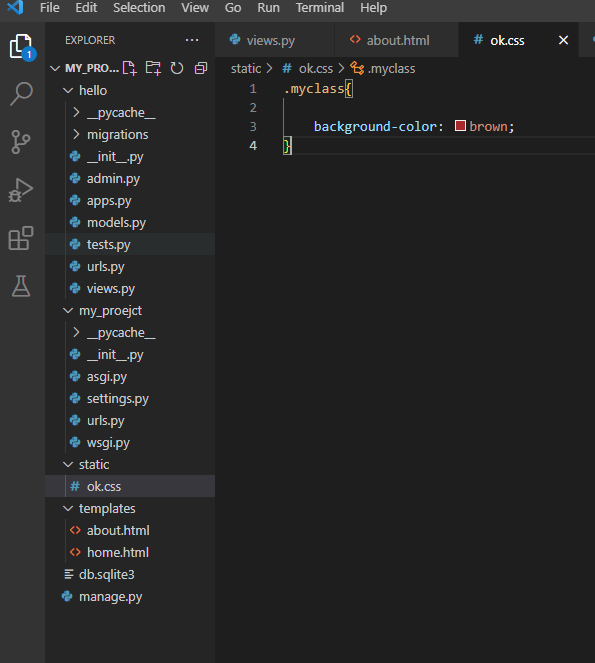 File Edit Selection View Go Run Terminal Help
EXPLORER ···
views.py
about.html
# ok.css ×
MY_PRO...
static > # ok.css > .myclass
1 .myclass{
2
3 background-color: brown;
4 }
1
hello
__pycache__
migrations
__init__.py
admin.py
apps.py
models.py
tests.py
urls.py
views.py
my_proejct
__pycache__
__init__.py
asgi.py
settings.py
urls.py
wsgi.py
static
# ok.css
templates
about.html
home.html
db.sqlite3
manage.py